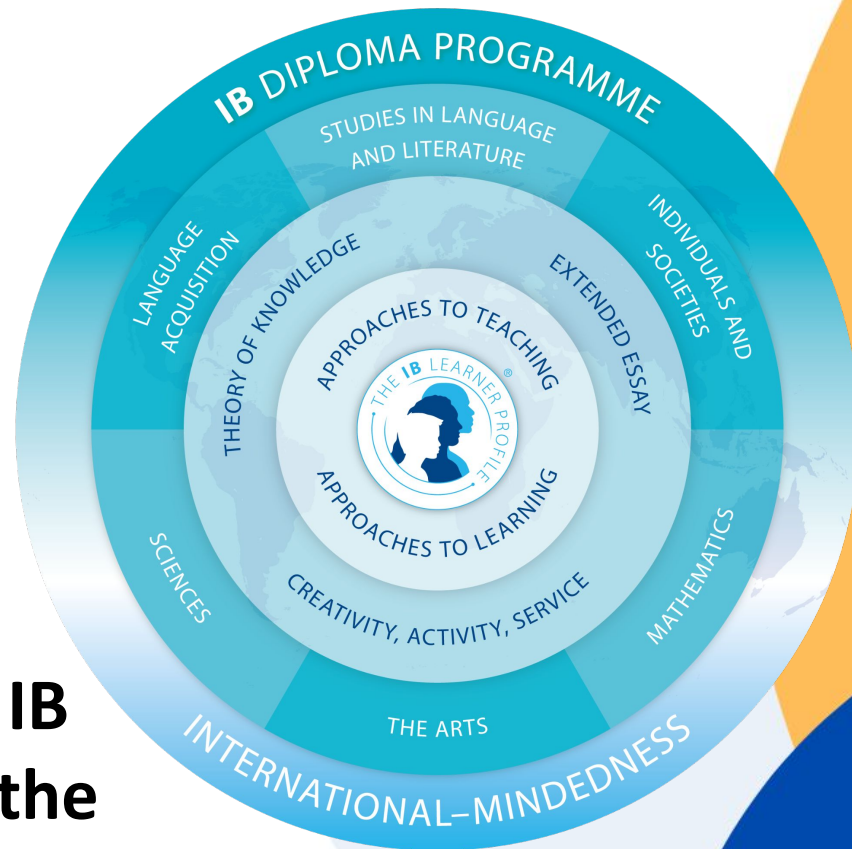 IB DIPLOMA PROGRAMME
STUDIES IN LANGUAGE
AND LITERATURE
LANGUAGE
ACQUISITION
INDIVIDUALS AND
SOCIETIES
THEORY OF KNOWLEDGE
EXTENDED ESSAY
APPROACHES TO TEACHING
• THE IB LEARNER PROFILE •
®
APPROACHES TO LEARNING
SCIENCES
MATHEMATICS
CREATIVITY, ACTIVITY, SERVICE
THE ARTS
INTERNATIONAL–MINDEDNESS
IB
the